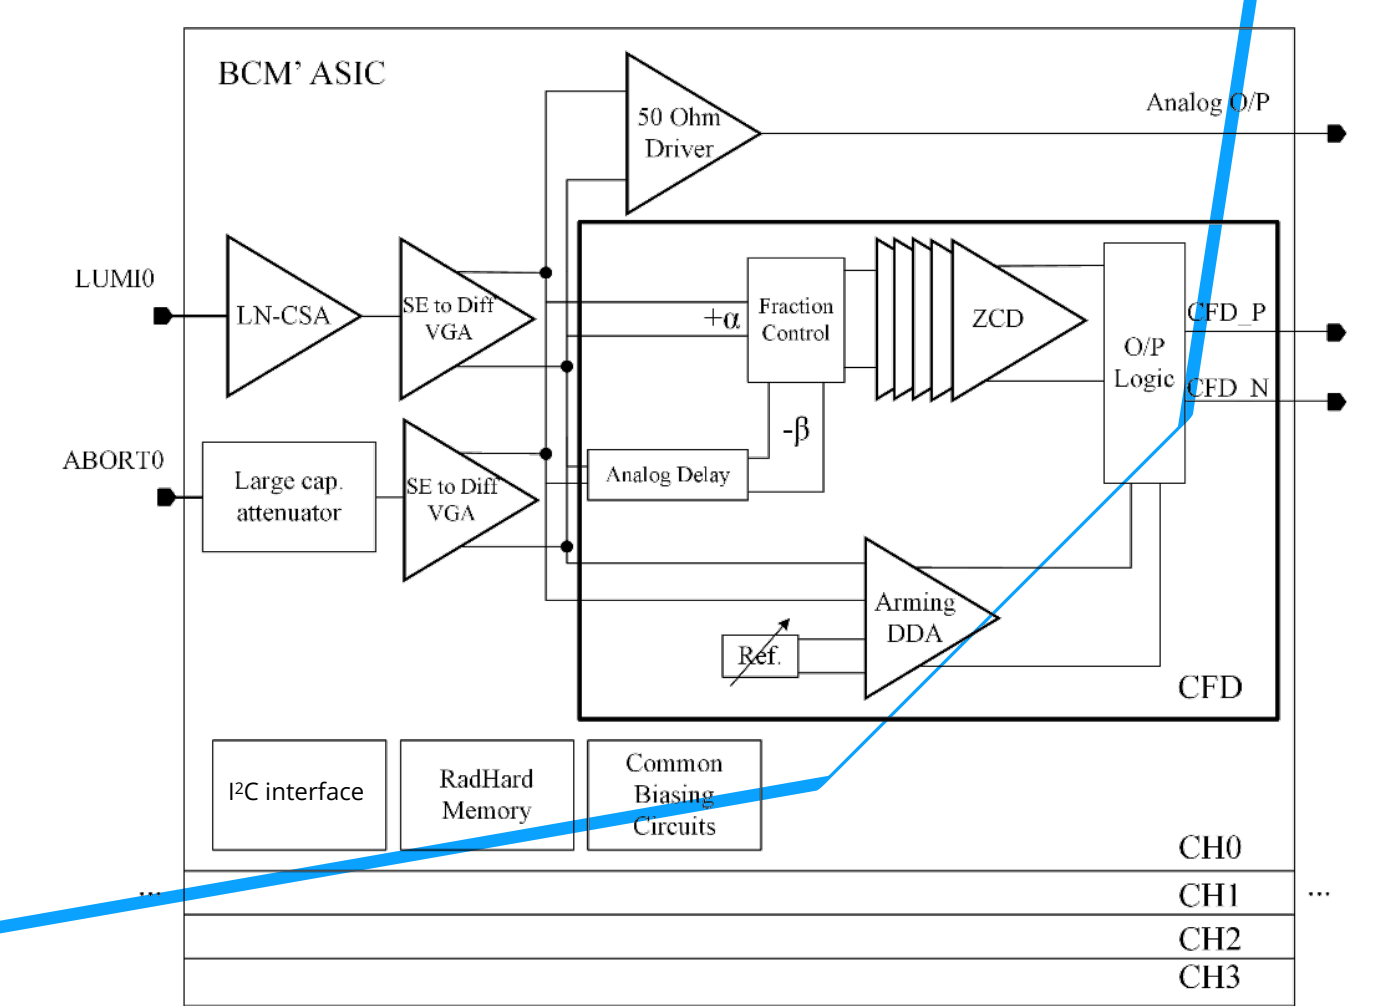 BCM’ ASIC
50 Ohm
Driver
Analog O/P
LUMI0
LN-CSA
SE to Diff
VGA
+α
Fraction
Control
ZCD
O/P
Logic
CFD_P
CFD_N
-β
ABORT0
Large cap.
attenuator
SE to Diff
VGA
Analog Delay
Arming
DDA
Ref.
CFD
I²C interface
RadHard
Memory
Common
Biasing
Circuits
CH0
...
CH1
...
CH2
CH3